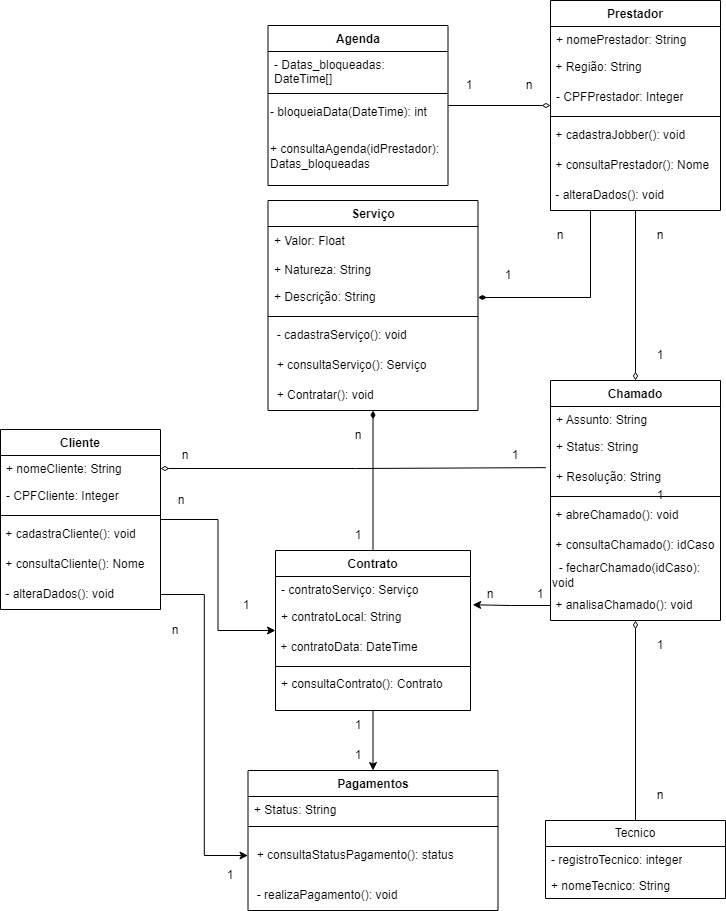 Prestador
+ nomePrestador: String
+ Região: String
- CPFPrestador: Integer
+ cadastraJobber(): void
+ consultaPrestador(): Nome
- alteraDados(): void
Agenda
- Datas_bloqueadas:
DateTime[]
- bloqueiaData(DateTime): int
+ consultaAgenda(idPrestador):
Datas_bloqueadas
1
n
Serviço
+ Valor: Float
+ Natureza: String
+ Descrição: String
- cadastraServiço(): void
+ consultaServiço(): Serviço
+ Contratar(): void
n
1
n
1
Chamado
+ Assunto: String
+ Status: String
+ Resolução: String
1
+ abreChamado(): void
+ consultaChamado(): idCaso
- fecharChamado(idCaso):
void
+ analisaChamado(): void
Cliente
+ nomeCliente: String
- CPFCliente: Integer
+ cadastraCliente(): void
+ consultaCliente(): Nome
- alteraDados(): void
n
1
n
1
n
1
n
1
Contrato
- contratoServiço: Serviço
+ contratoLocal: String
+ contratoData: DateTime
+ consultaContrato(): Contrato
n
1
1
1
Pagamentos
+ Status: String
+ consultaStatusPagamento(): status
- realizaPagamento(): void
n
1
1
n
Tecnico
- registroTecnico: integer
+ nomeTecnico: String